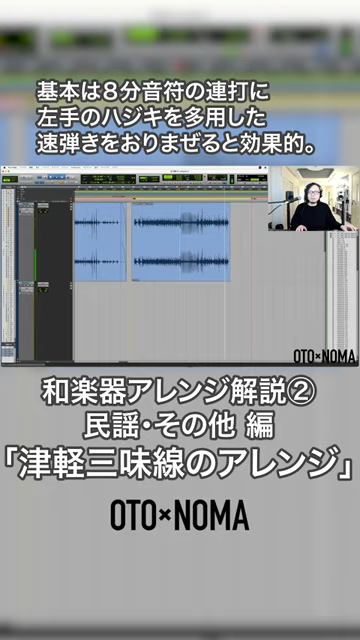 基本は8分音符の連打に
左手のハジキを多用した
速弾きをおりまぜると効果的。
OTO×NOMA
和楽器アレンジ解説②
民謡・その他 編
「津軽三味線のアレンジ」
OTO×NOMA